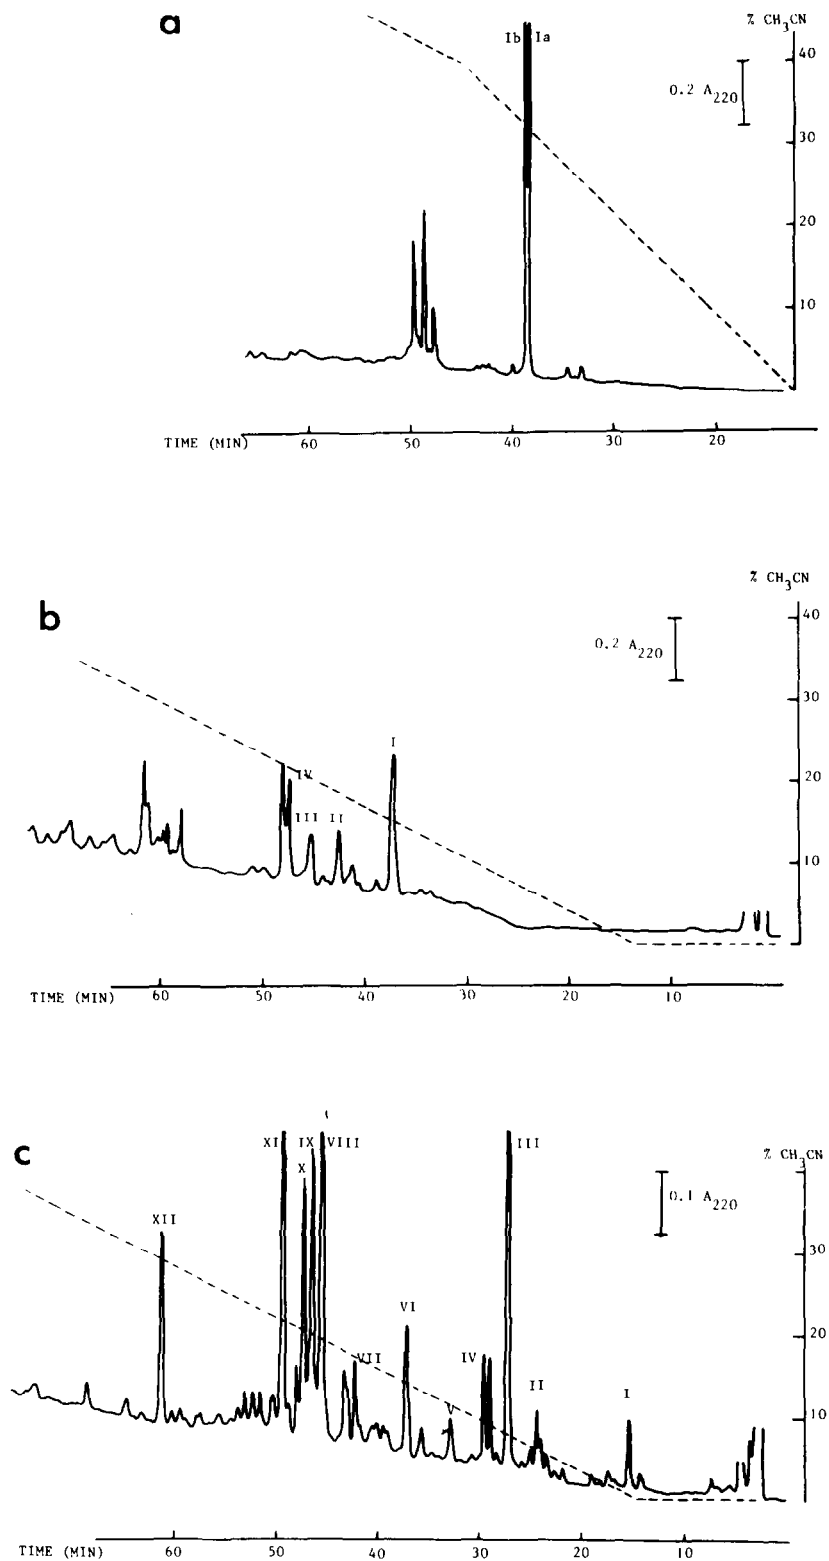 a
% CH3CN
Ib Ia
40
0.2 A220
30
20
10
TIME (MIN) 60 50 40 30 20
b
% CH3CN
40
0.2 A220
30
I
20
IV
III II
10
TIME (MIN) 60 50 40 30 20 10
c
XI IX VIII III
% CH3CN
X
0.1 A220
XII
30
VI
20
VII IV
II I
V
10
TIME (MIN) 60 50 40 30 20 10